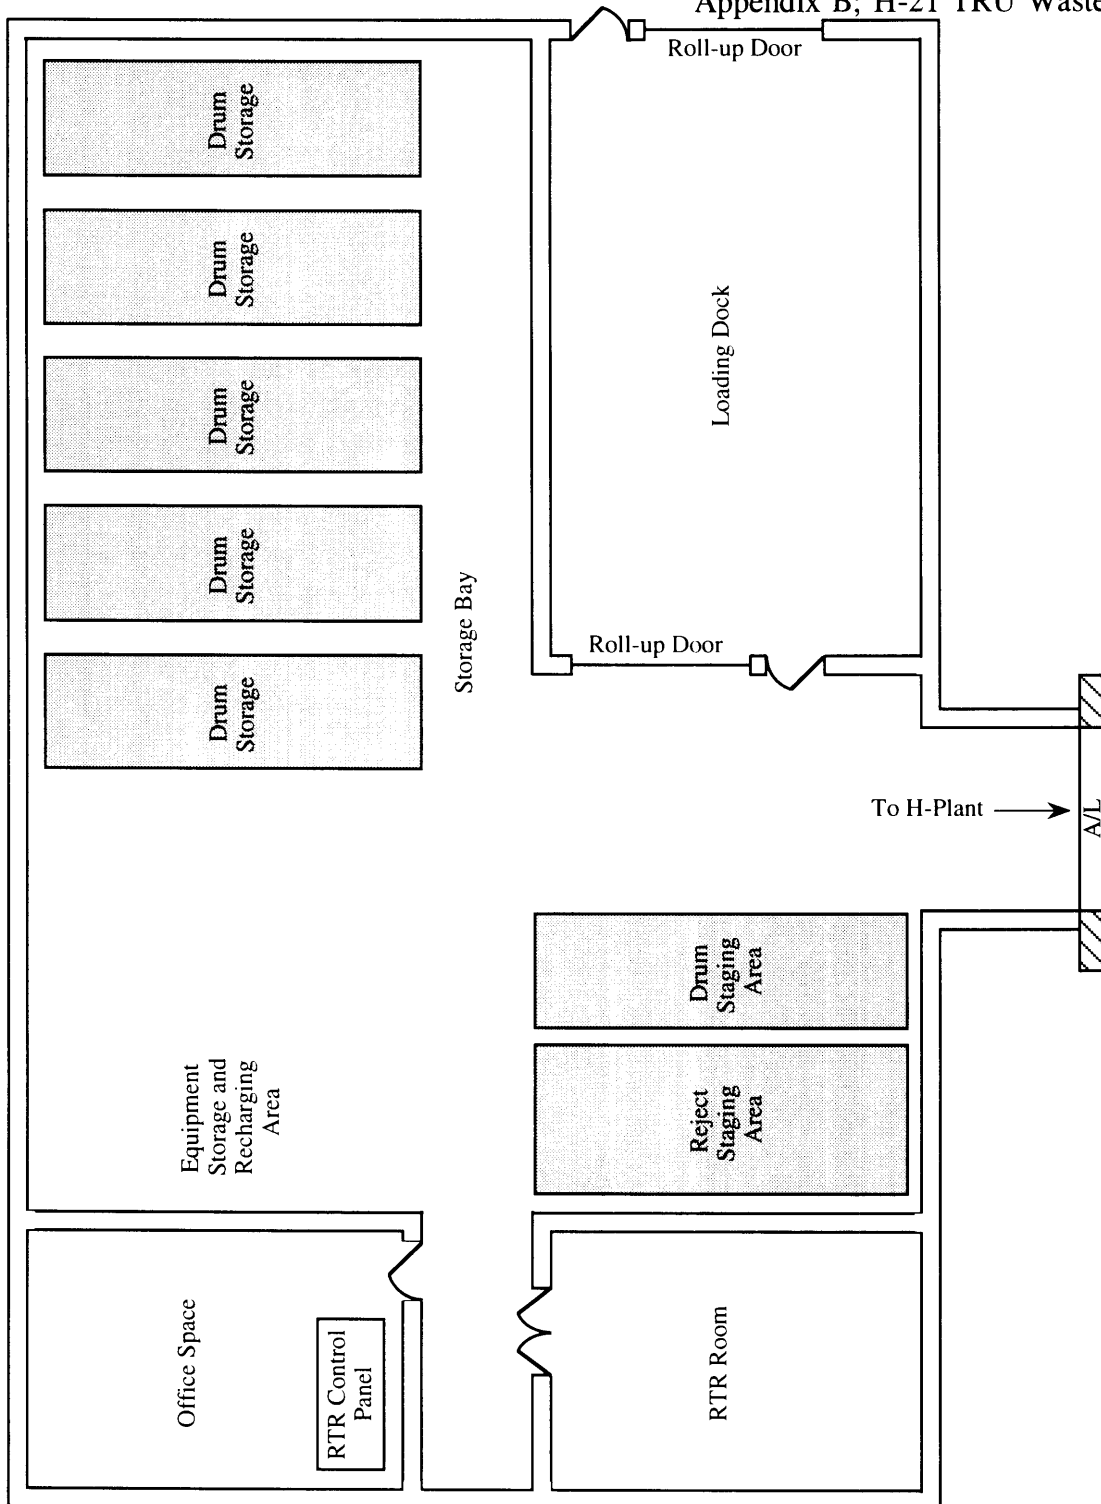 Appendix B; H-21 TRU Waste
Roll-up Door
Drum
Storage
Drum
Storage
Drum
Storage
Drum
Storage
Drum
Storage
Loading Dock
Storage Bay
Roll-up Door
To H-Plant
A/L
Drum
Staging
Area
Reject
Staging
Area
Equipment
Storage and
Recharging
Area
Office Space
RTR Control
Panel
RTR Room